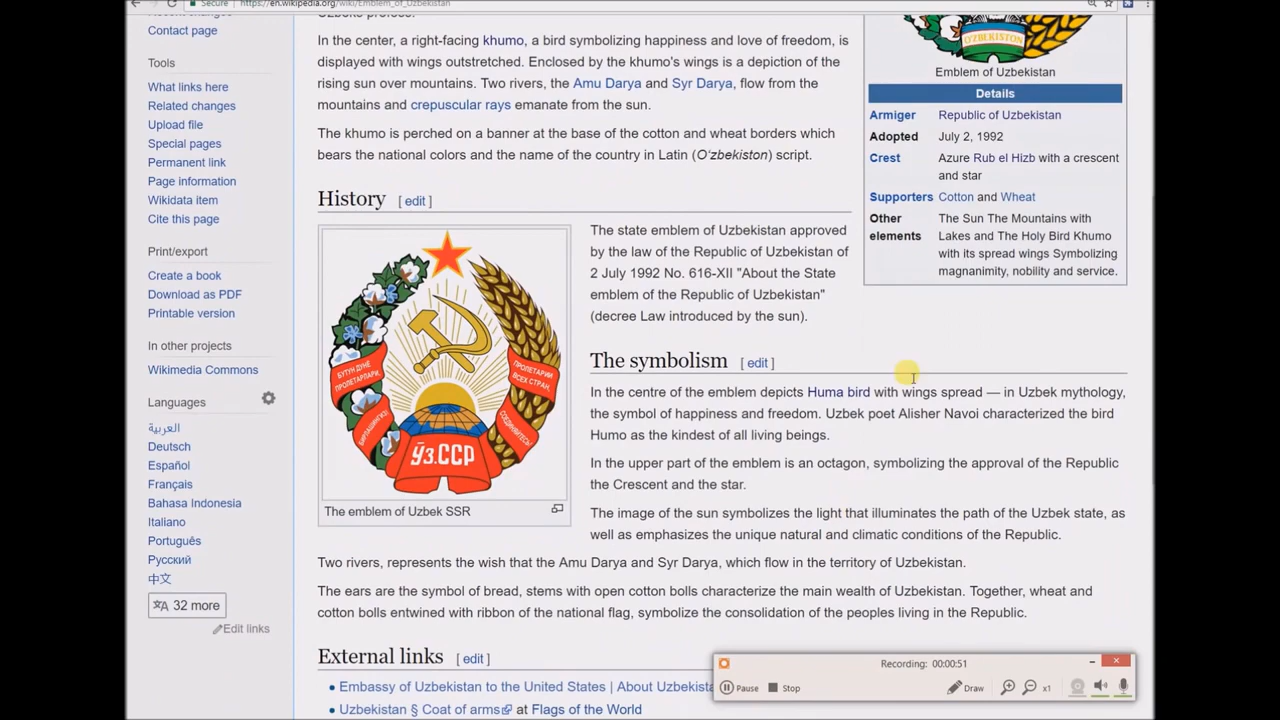 Secure
https://en.wikipedia.org/wiki/Emblem_of_Uzbekistan
Contact page
Tools
What links here
Related changes
Upload file
Special pages
Permanent link
Page information
Wikidata item
Cite this page
Print/export
Create a book
Download as PDF
Printable version
In other projects
Wikimedia Commons
Languages
العربية
Deutsch
Español
Français
Bahasa Indonesia
Italiano
Português
Русский
中文
32 more
Edit links
In the center, a right-facing khumo, a bird symbolizing happiness and love of freedom, is
displayed with wings outstretched. Enclosed by the khumo's wings is a depiction of the
rising sun over mountains. Two rivers, the Amu Darya and Syr Darya, flow from the
mountains and crepuscular rays emanate from the sun.
The khumo is perched on a banner at the base of the cotton and wheat borders which
bears the national colors and the name of the country in Latin (Oʻzbekiston) script.
History [ edit ]
БУТУН ДУНЁ
ПРОЛЕТАРЛАРИ,
БИРЛАШИНГИЗ!
ПРОЛЕТАРИИ
ВСЕХ СТРАН,
СОЕДИНЯЙТЕСЬ!
ЎЗ.ССР
The emblem of Uzbek SSR
The state emblem of Uzbekistan approved
by the law of the Republic of Uzbekistan of
2 July 1992 No. 616-XII "About the State
emblem of the Republic of Uzbekistan"
(decree Law introduced by the sun).
The symbolism [ edit ]
In the centre of the emblem depicts Huma bird with wings spread — in Uzbek mythology,
the symbol of happiness and freedom. Uzbek poet Alisher Navoi characterized the bird
Humo as the kindest of all living beings.
In the upper part of the emblem is an octagon, symbolizing the approval of the Republic
the Crescent and the star.
The image of the sun symbolizes the light that illuminates the path of the Uzbek state, as
well as emphasizes the unique natural and climatic conditions of the Republic.
Two rivers, represents the wish that the Amu Darya and Syr Darya, which flow in the territory of Uzbekistan.
The ears are the symbol of bread, stems with open cotton bolls characterize the main wealth of Uzbekistan. Together, wheat and
cotton bolls entwined with ribbon of the national flag, symbolize the consolidation of the peoples living in the Republic.
External links [ edit ]
Embassy of Uzbekistan to the United States | About Uzbekista
Uzbekistan § Coat of arms at Flags of the World
OʻZBEKISTON
Emblem of Uzbekistan
Details
Armiger Republic of Uzbekistan
Adopted July 2, 1992
Crest Azure Rub el Hizb with a crescent
and star
Supporters Cotton and Wheat
Other The Sun The Mountains with
elements Lakes and The Holy Bird Khumo
with its spread wings Symbolizing
magnanimity, nobility and service.
Recording: 00:00:51
Pause
Stop
Draw
x1